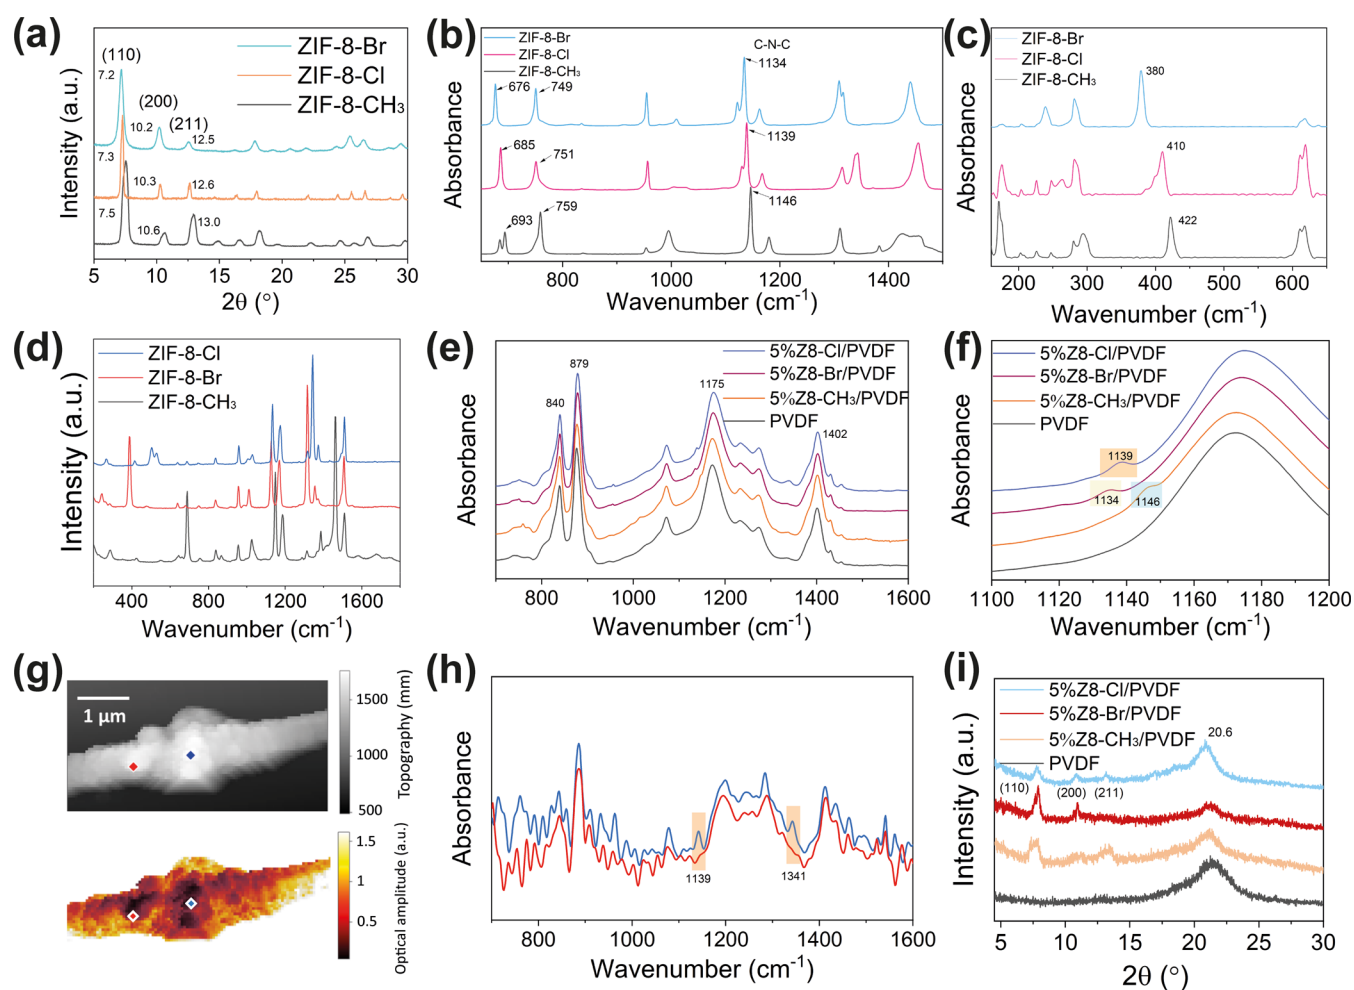 (a)
ZIF-8-Br
ZIF-8-Cl
ZIF-8-CH₃
(110)
7.2
(200)
(211)
10.2
12.5
7.3
10.3
12.6
7.5
10.6
13.0
Intensity (a.u.)
5 10 15 20 25 30
2θ (°)
(b)
ZIF-8-Br
ZIF-8-Cl
ZIF-8-CH₃
C-N-C
1134
676
749
1139
685
751
1146
693
759
Absorbance
800 1000 1200 1400
Wavenumber (cm⁻¹)
(c)
ZIF-8-Br
ZIF-8-Cl
ZIF-8-CH₃
380
410
422
Absorbance
200 300 400 500 600
Wavenumber (cm⁻¹)
(d)
ZIF-8-Cl
ZIF-8-Br
ZIF-8-CH₃
Intensity (a.u.)
400 800 1200 1600
Wavenumber (cm⁻¹)
(e)
5%Z8-Cl/PVDF
5%Z8-Br/PVDF
5%Z8-CH₃/PVDF
PVDF
879
840
1175
1402
Absorbance
800 1000 1200 1400 1600
Wavenumber (cm⁻¹)
(f)
5%Z8-Cl/PVDF
5%Z8-Br/PVDF
5%Z8-CH₃/PVDF
PVDF
1139
1134
1146
Absorbance
1100 1120 1140 1160 1180 1200
Wavenumber (cm⁻¹)
(g)
1 μm
1500
1000
500
Topography (mm)
1.5
1
0.5
Optical amplitude (a.u.)
(h)
1139
1341
Absorbance
800 1000 1200 1400 1600
Wavenumber (cm⁻¹)
(i)
5%Z8-Cl/PVDF
5%Z8-Br/PVDF
5%Z8-CH₃/PVDF
PVDF
20.6
(110)
(200)
(211)
Intensity (a.u.)
5 10 15 20 25 30
2θ (°)